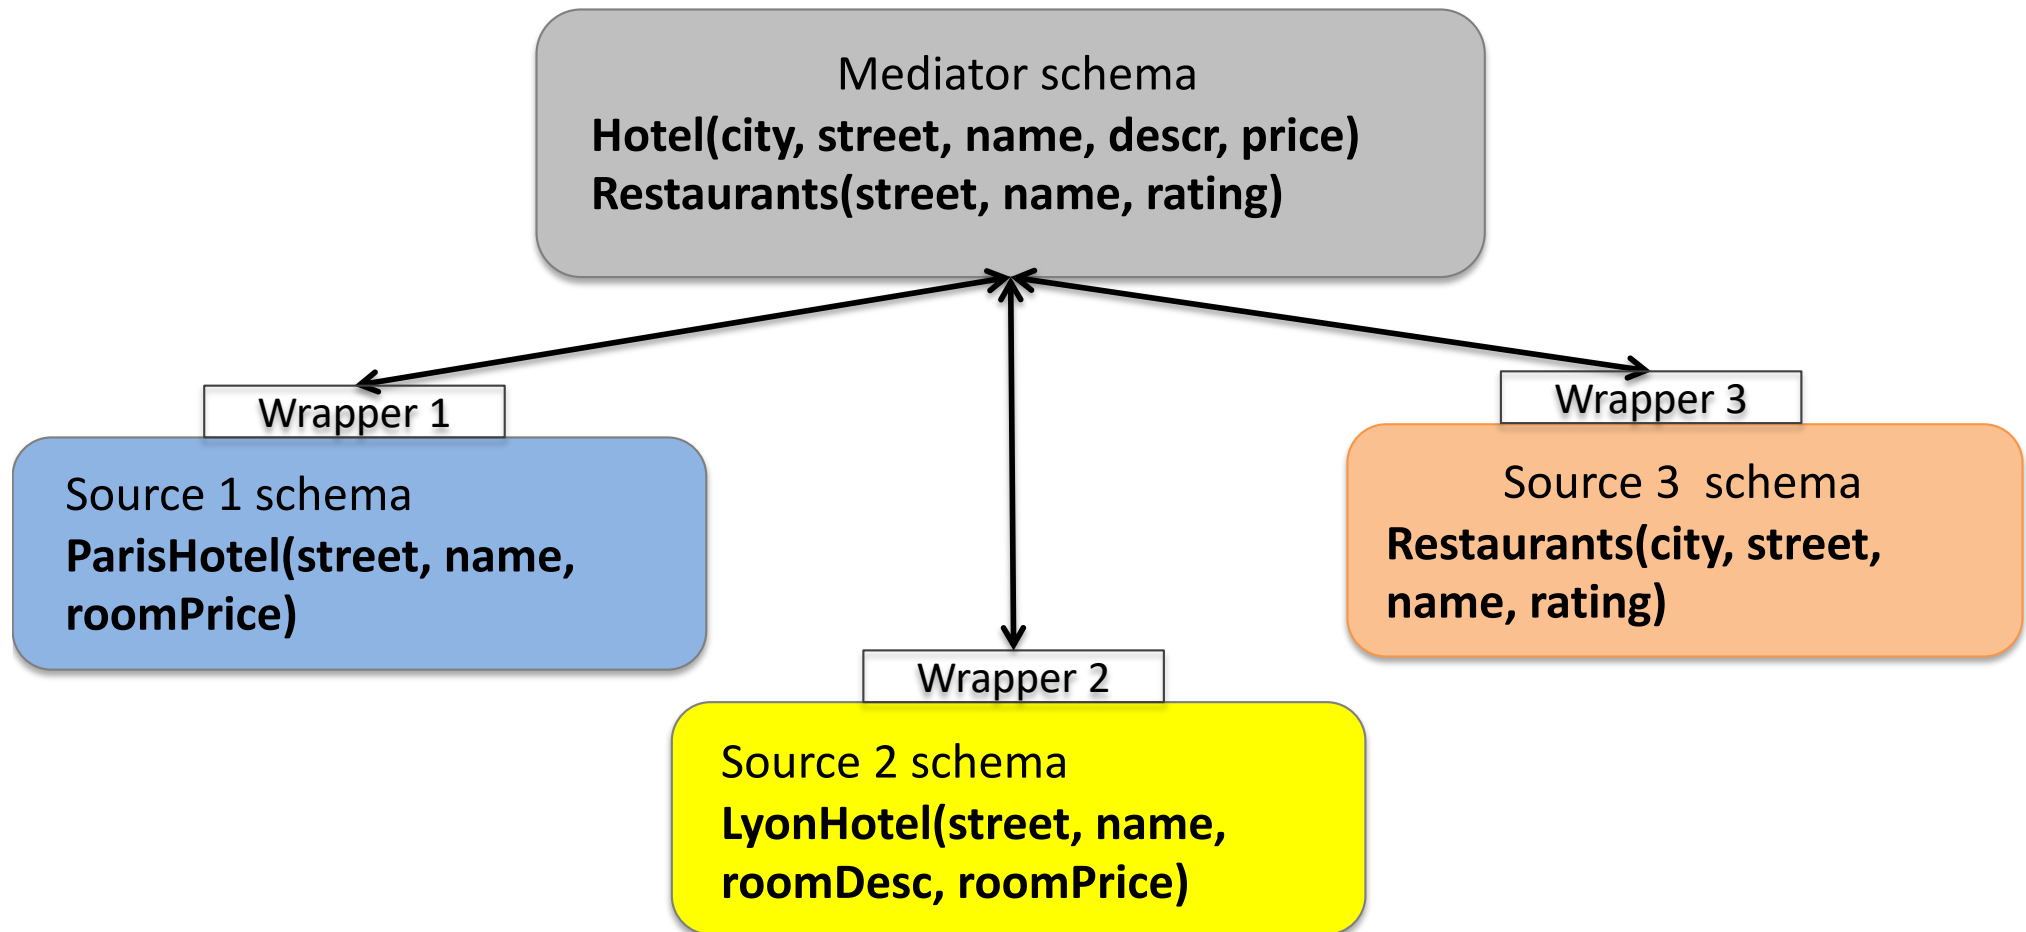 Mediator schema
Hotel(city, street, name, descr, price)
Restaurants(street, name, rating)
Wrapper 1
Source 1 schema
ParisHotel(street, name,
roomPrice)
Wrapper 3
Source 3  schema
Restaurants(city, street,
name, rating)
Wrapper 2
Source 2 schema
LyonHotel(street, name,
roomDesc, roomPrice)